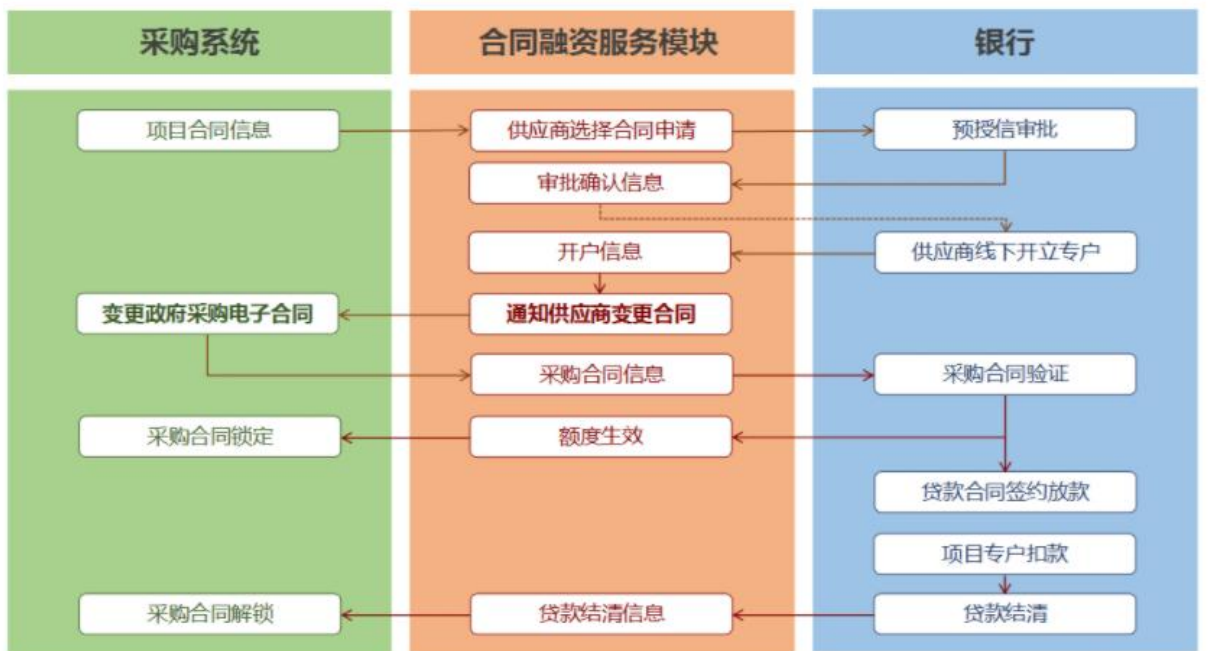 采购系统
合同融资服务模块
银行
项目合同信息
供应商选择合同申请
预授信审批
审批确认信息
开户信息
供应商线下开立专户
变更政府采购电子合同
通知供应商变更合同
采购合同信息
采购合同验证
采购合同锁定
额度生效
贷款合同签约放款
项目专户扣款
采购合同解锁
贷款结清信息
贷款结清